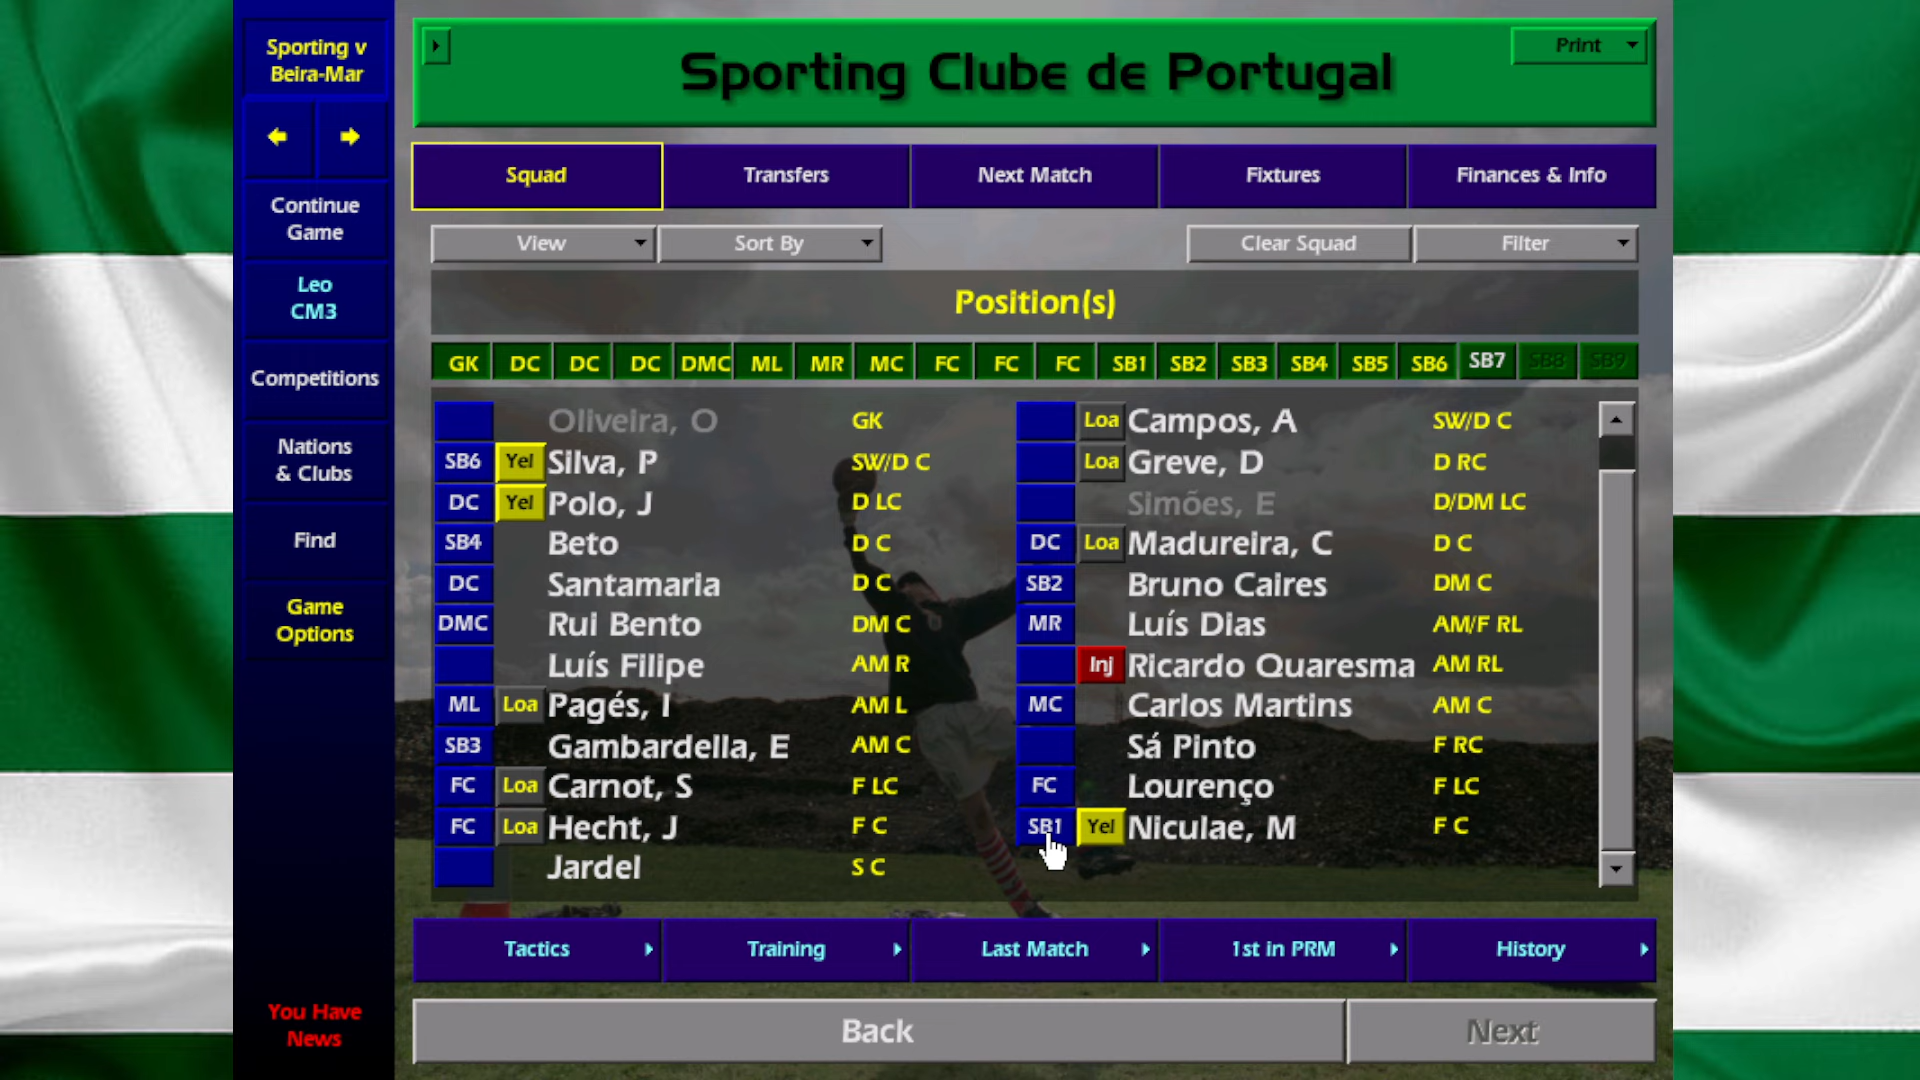 Sporting v
Beira-Mar
Continue
Game
Leo
CM3
Competitions
Nations
& Clubs
Find
Game
Options
You Have
News
Sporting Clube de Portugal
Print
Squad Transfers Next Match Fixtures Finances & Info
View Sort By Clear Squad Filter
Position(s)
GK DC DC DC DMC ML MR MC FC FC FC SB1 SB2 SB3 SB4 SB5 SB6 SB7 SB8 SB9
Oliveira, O GK
SB6 Yel Silva, P SW/D C
DC Yel Polo, J D LC
SB4 Beto D C
DC Santamaria D C
DMC Rui Bento DM C
Luís Filipe AM R
ML Loa Pagés, I AM L
SB3 Gambardella, E AM C
FC Loa Carnot, S F LC
FC Loa Hecht, J F C
Jardel S C
Loa Campos, A SW/D C
Loa Greve, D D RC
Simões, E D/DM LC
DC Loa Madureira, C D C
SB2 Bruno Caires DM C
MR Luís Dias AM/F RL
Inj Ricardo Quaresma AM RL
MC Carlos Martins AM C
Sá Pinto F RC
FC Lourenço F LC
SB1 Yel Niculae, M F C
Tactics Training Last Match 1st in PRM History
Back Next